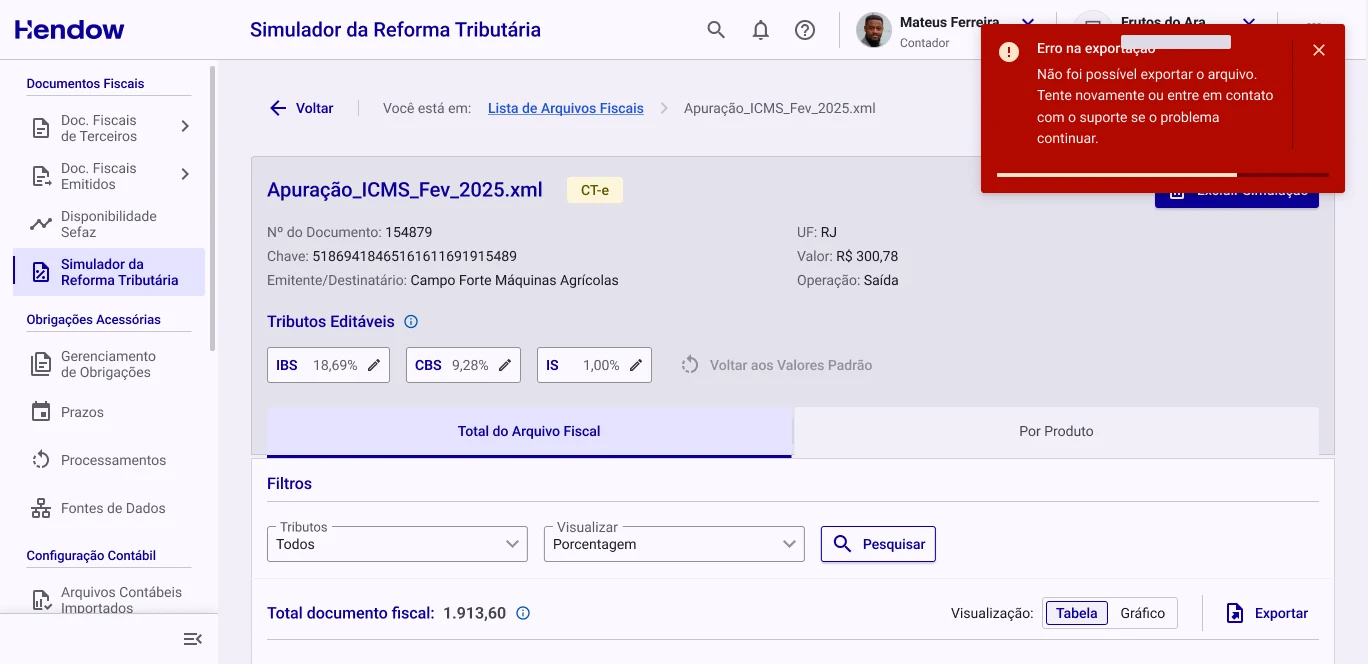 Hendow
Simulador da Reforma Tributária
Mateus Ferreira
Contador
Frutos do Ara
Erro na exportação
Não foi possível exportar o arquivo.
Tente novamente ou entre em contato
com o suporte se o problema
continuar.
Documentos Fiscais
Doc. Fiscais
de Terceiros
Doc. Fiscais
Emitidos
Disponibilidade
Sefaz
Simulador da
Reforma Tributária
Obrigações Acessórias
Gerenciamento
de Obrigações
Prazos
Processamentos
Fontes de Dados
Configuração Contábil
Arquivos Contábeis
Importados
Voltar
Você está em:
Lista de Arquivos Fiscais
Apuração_ICMS_Fev_2025.xml
Apuração_ICMS_Fev_2025.xml
CT-e
Excluir Simulação
Nº do Documento: 154879
UF: RJ
Chave: 51869418465161611691915489
Valor: R$ 300,78
Emitente/Destinatário: Campo Forte Máquinas Agrícolas
Operação: Saída
Tributos Editáveis
IBS 18,69%
CBS 9,28%
IS 1,00%
Voltar aos Valores Padrão
Total do Arquivo Fiscal
Por Produto
Filtros
Tributos
Todos
Visualizar
Porcentagem
Pesquisar
Total documento fiscal: 1.913,60
Visualização:
Tabela
Gráfico
Exportar